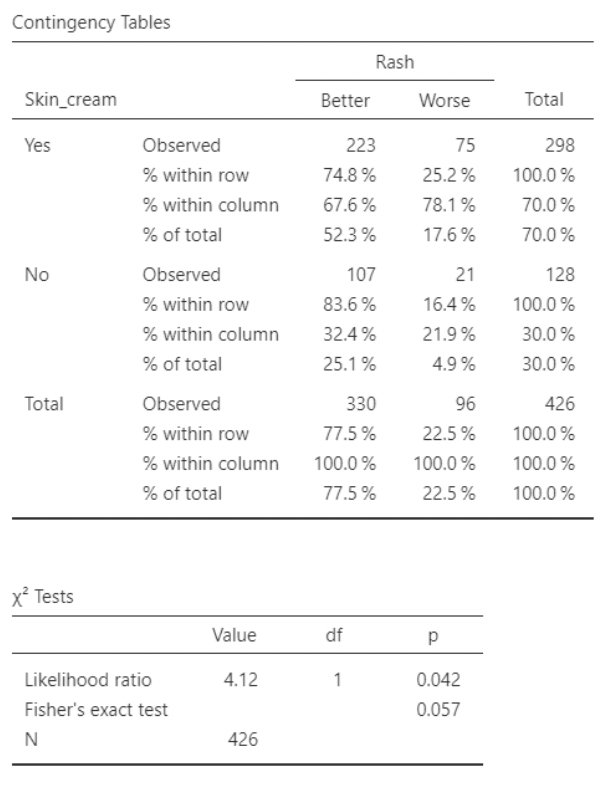 Contingency Tables
Rash
Skin_cream Better Worse Total
Yes Observed 223 75 298
% within row 74.8 % 25.2 % 100.0 %
% within column 67.6 % 78.1 % 70.0 %
% of total 52.3 % 17.6 % 70.0 %
No Observed 107 21 128
% within row 83.6 % 16.4 % 100.0 %
% within column 32.4 % 21.9 % 30.0 %
% of total 25.1 % 4.9 % 30.0 %
Total Observed 330 96 426
% within row 77.5 % 22.5 % 100.0 %
% within column 100.0 % 100.0 % 100.0 %
% of total 77.5 % 22.5 % 100.0 %
χ² Tests
Value df p
Likelihood ratio 4.12 1 0.042
Fisher's exact test 0.057
N 426